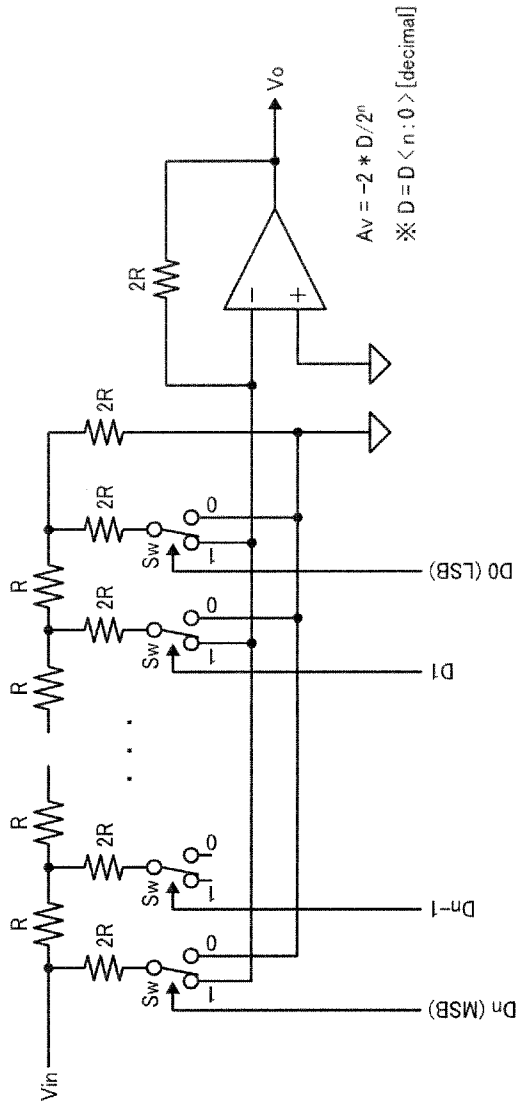 Vin
R
R
R
R
2R
2R
2R
2R
2R
2R
Sw
Sw
Sw
Sw
1 0
1 0
1 0
1 0
. . .
−
+
Vo
Dn (MSB)
Dn-1
D1
D0 (LSB)
Av = -2 * D/2ⁿ
※ D = D < n : 0 > [decimal]